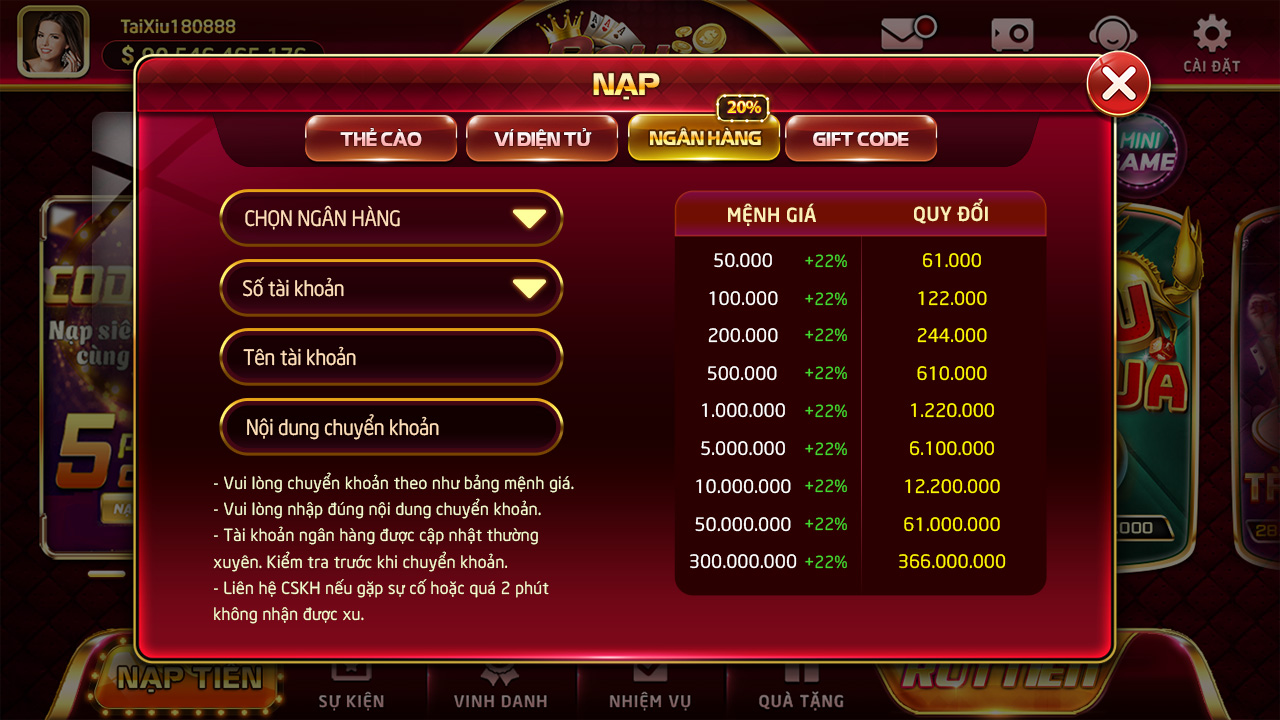 TaiXiu180888
CÀI ĐẶT
NẠP
20%
THẺ CÀO
VÍ ĐIỆN TỬ
NGÂN HÀNG
GIFT CODE
MINI
GAME
CHỌN NGÂN HÀNG
Số tài khoản
Tên tài khoản
Nội dung chuyển khoản
- Vui lòng chuyển khoản theo như bảng mệnh giá.
- Vui lòng nhập đúng nội dung chuyển khoản.
- Tài khoản ngân hàng được cập nhật thường
xuyên. Kiểm tra trước khi chuyển khoản.
- Liên hệ CSKH nếu gặp sự cố hoặc quá 2 phút
không nhận được xu.
MỆNH GIÁ QUY ĐỔI
50.000 +22% 61.000
100.000 +22% 122.000
200.000 +22% 244.000
500.000 +22% 610.000
1.000.000 +22% 1.220.000
5.000.000 +22% 6.100.000
10.000.000 +22% 12.200.000
50.000.000 +22% 61.000.000
300.000.000 +22% 366.000.000
Nạp siê
cùng
5
NẠP TIỀN
SỰ KIỆN
VINH DANH
NHIỆM VỤ
QUÀ TẶNG
RÚT TIỀN